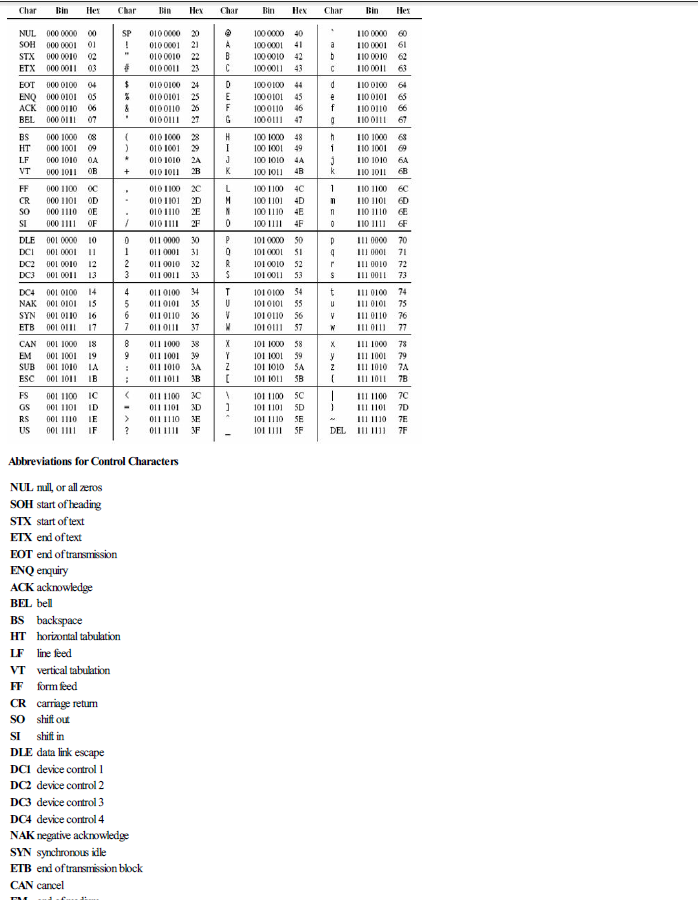 Char Bin Hex Char Bin Hex Char Bin Hex Char Bin Hex
NUL 000 0000 00 SP 010 0000 20 @ 100 0000 40 ` 110 0000 60
SOH 000 0001 01 ! 010 0001 21 A 100 0001 41 a 110 0001 61
STX 000 0010 02 " 010 0010 22 B 100 0010 42 b 110 0010 62
ETX 000 0011 03 # 010 0011 23 C 100 0011 43 c 110 0011 63
EOT 000 0100 04 $ 010 0100 24 D 100 0100 44 d 110 0100 64
ENQ 000 0101 05 % 010 0101 25 E 100 0101 45 e 110 0101 65
ACK 000 0110 06 & 010 0110 26 F 100 0110 46 f 110 0110 66
BEL 000 0111 07 ' 010 0111 27 G 100 0111 47 g 110 0111 67
BS 000 1000 08 ( 010 1000 28 H 100 1000 48 h 110 1000 68
HT 000 1001 09 ) 010 1001 29 I 100 1001 49 i 110 1001 69
LF 000 1010 0A * 010 1010 2A J 100 1010 4A j 110 1010 6A
VT 000 1011 0B + 010 1011 2B K 100 1011 4B k 110 1011 6B
FF 000 1100 0C , 010 1100 2C L 100 1100 4C l 110 1100 6C
CR 000 1101 0D - 010 1101 2D M 100 1101 4D m 110 1101 6D
SO 000 1110 0E . 010 1110 2E N 100 1110 4E n 110 1110 6E
SI 000 1111 0F / 010 1111 2F O 100 1111 4F o 110 1111 6F
DLE 001 0000 10 0 011 0000 30 P 101 0000 50 p 111 0000 70
DC1 001 0001 11 1 011 0001 31 Q 101 0001 51 q 111 0001 71
DC2 001 0010 12 2 011 0010 32 R 101 0010 52 r 111 0010 72
DC3 001 0011 13 3 011 0011 33 S 101 0011 53 s 111 0011 73
DC4 001 0100 14 4 011 0100 34 T 101 0100 54 t 111 0100 74
NAK 001 0101 15 5 011 0101 35 U 101 0101 55 u 111 0101 75
SYN 001 0110 16 6 011 0110 36 V 101 0110 56 v 111 0110 76
ETB 001 0111 17 7 011 0111 37 W 101 0111 57 w 111 0111 77
CAN 001 1000 18 8 011 1000 38 X 101 1000 58 x 111 1000 78
EM 001 1001 19 9 011 1001 39 Y 101 1001 59 y 111 1001 79
SUB 001 1010 1A : 011 1010 3A Z 101 1010 5A z 111 1010 7A
ESC 001 1011 1B ; 011 1011 3B [ 101 1011 5B { 111 1011 7B
FS 001 1100 1C < 011 1100 3C \ 101 1100 5C | 111 1100 7C
GS 001 1101 1D = 011 1101 3D ] 101 1101 5D } 111 1101 7D
RS 001 1110 1E > 011 1110 3E ^ 101 1110 5E ~ 111 1110 7E
US 001 1111 1F ? 011 1111 3F _ 101 1111 5F DEL 111 1111 7F
Abbreviations for Control Characters
NUL null, or all zeros
SOH start of heading
STX start of text
ETX end of text
EOT end of transmission
ENQ enquiry
ACK acknowledge
BEL bell
BS backspace
HT horizontal tabulation
LF line feed
VT vertical tabulation
FF form feed
CR carriage return
SO shift out
SI shift in
DLE data link escape
DC1 device control 1
DC2 device control 2
DC3 device control 3
DC4 device control 4
NAK negative acknowledge
SYN synchronous idle
ETB end of transmission block
CAN cancel